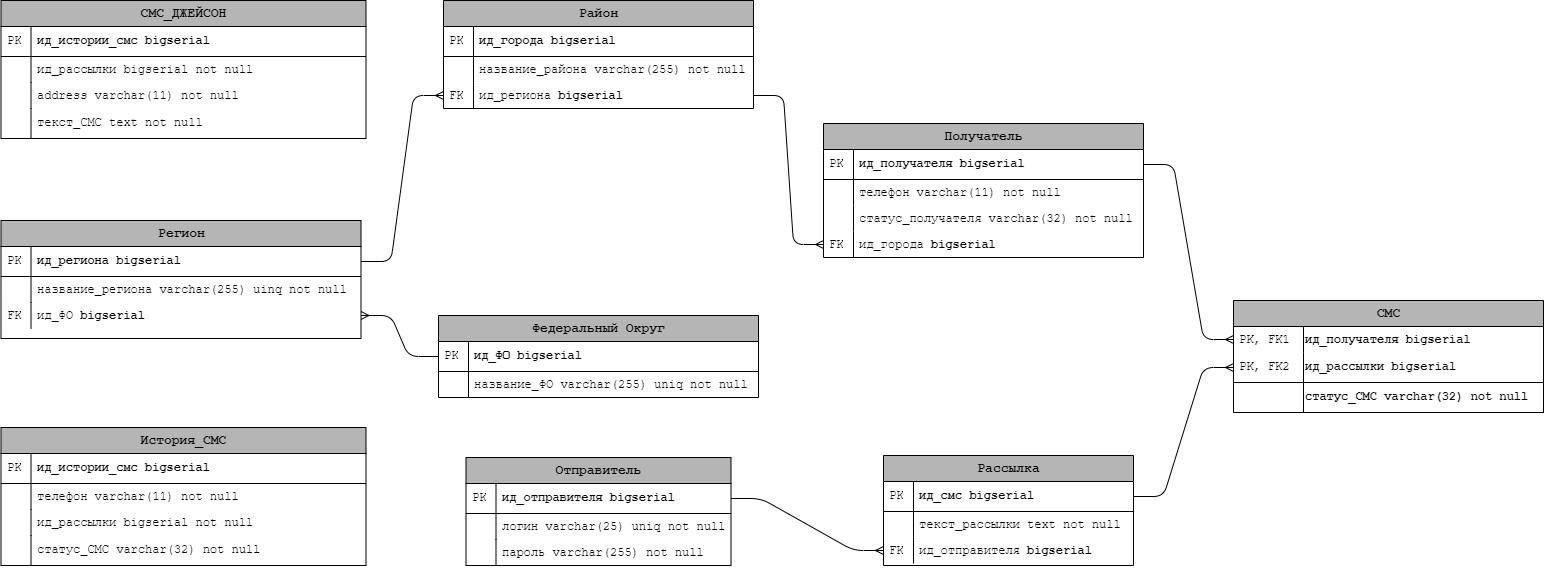 СМС_ДЖЕЙСОН
PK ид_истории_смс bigserial
ид_рассылки bigserial not null
address varchar(11) not null
текст_СМС text not null
Район
PK ид_города bigserial
название_района varchar(255) not null
FK ид_региона bigserial
Получатель
PK ид_получателя bigserial
телефон varchar(11) not null
статус_получателя varchar(32) not null
FK ид_города bigserial
Регион
PK ид_региона bigserial
название_региона varchar(255) uinq not null
FK ид_ФО bigserial
Федеральный Округ
PK ид_ФО bigserial
название_ФО varchar(255) uniq not null
СМС
PK, FK1 ид_получателя bigserial
PK, FK2 ид_рассылки bigserial
статус_СМС varchar(32) not null
История_СМС
PK ид_истории_смс bigserial
телефон varchar(11) not null
ид_рассылки bigserial not null
статус_СМС varchar(32) not null
Отправитель
PK ид_отправителя bigserial
логин varchar(25) uniq not null
пароль varchar(255) not null
Рассылка
PK ид_смс bigserial
текст_рассылки text not null
FK ид_отправителя bigserial